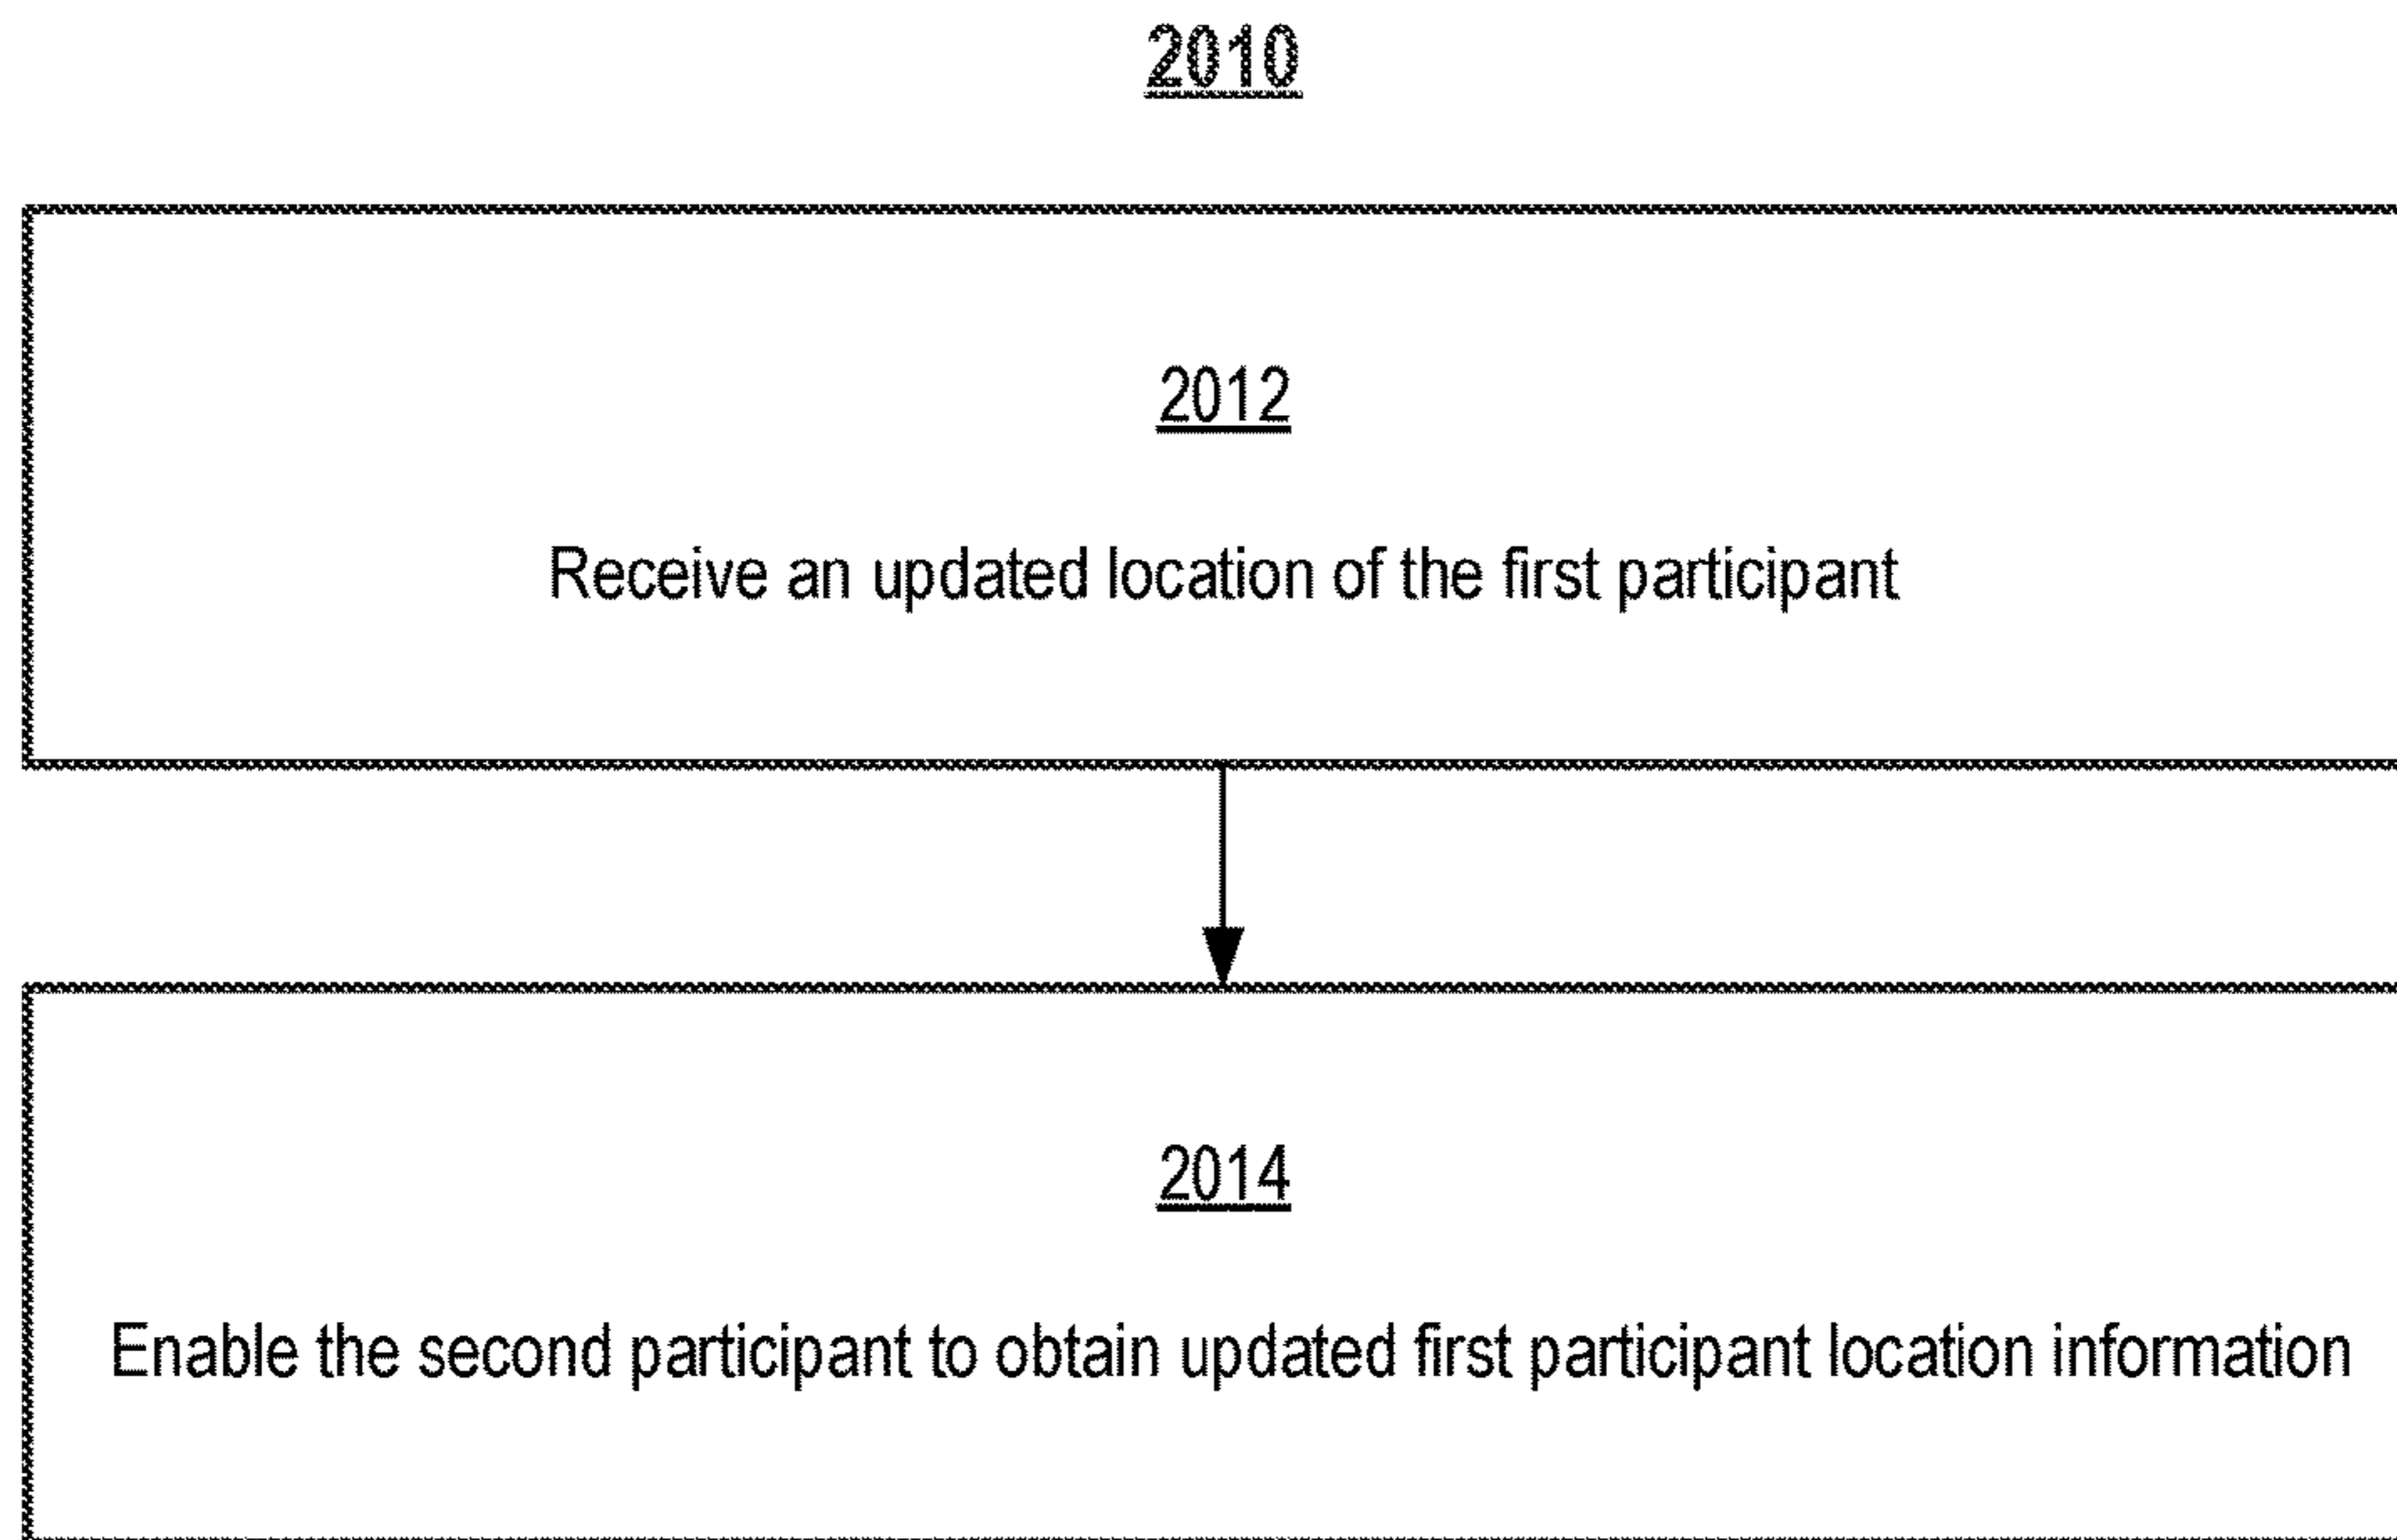 2010
2012
Receive an updated location of the first participant
2014
Enable the second participant to obtain updated first participant location information